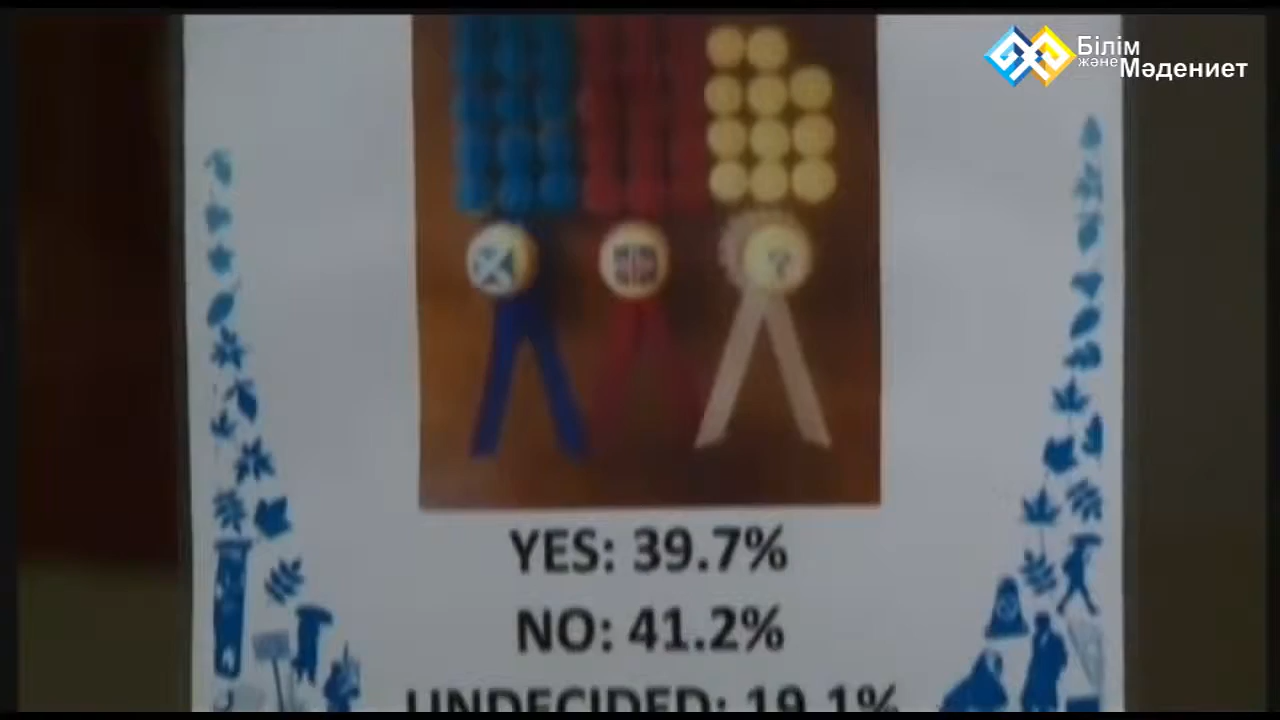 Білім
және Мәдениет
?
YES: 39.7%
NO: 41.2%
UNDECIDED: 19.1%